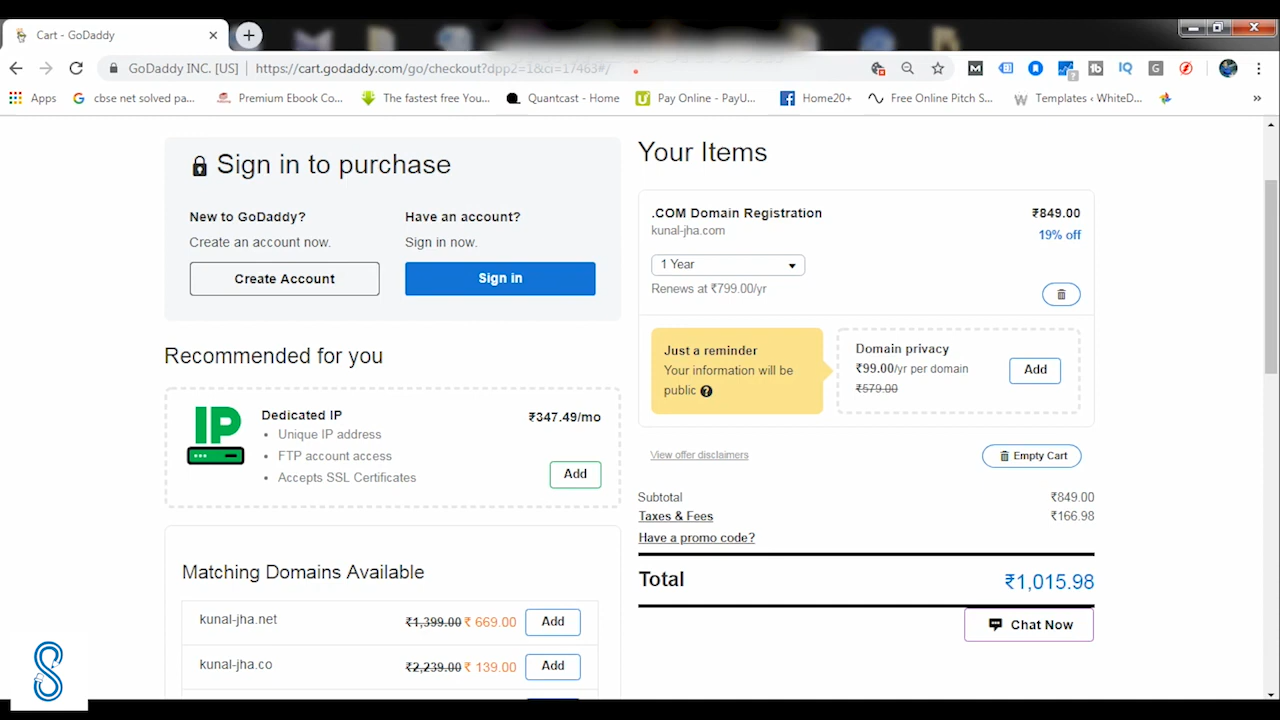 Cart - GoDaddy
GoDaddy INC. [US] https://cart.godaddy.com/go/checkout?dpp2=1&ci=17463#/
Apps cbse net solved pa... Premium Ebook Co... The fastest free You... Quantcast - Home Pay Online - PayU... Home20+ Free Online Pitch S... Templates ‹ WhiteD... »
Sign in to purchase
New to GoDaddy?
Create an account now.
Create Account
Have an account?
Sign in now.
Sign in
Recommended for you
IP
Dedicated IP ₹347.49/mo
• Unique IP address
• FTP account access
• Accepts SSL Certificates
Add
Matching Domains Available
kunal-jha.net ₹1,399.00 ₹ 669.00 Add
kunal-jha.co ₹2,239.00 ₹ 139.00 Add
Your Items
.COM Domain Registration ₹849.00
kunal-jha.com 19% off
1 Year
Renews at ₹799.00/yr
Just a reminder
Your information will be
public ?
Domain privacy
₹99.00/yr per domain
₹579.00
Add
View offer disclaimers
Empty Cart
Subtotal ₹849.00
Taxes & Fees ₹166.98
Have a promo code?
Total ₹1,015.98
Chat Now